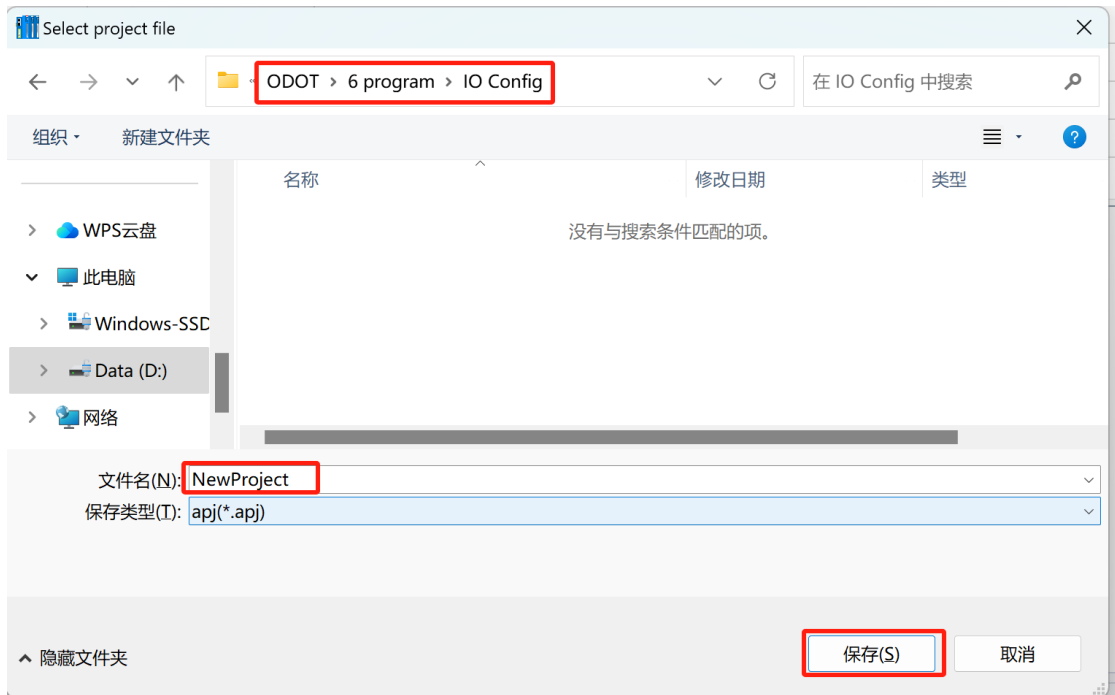 Select project file
« ODOT > 6 program > IO Config
在 IO Config 中搜索
组织 新建文件夹
?
名称 修改日期 类型
没有与搜索条件匹配的项。
WPS云盘
此电脑
Windows-SSD
Data (D:)
网络
文件名(N): NewProject
保存类型(T): apj(*.apj)
隐藏文件夹 保存(S) 取消